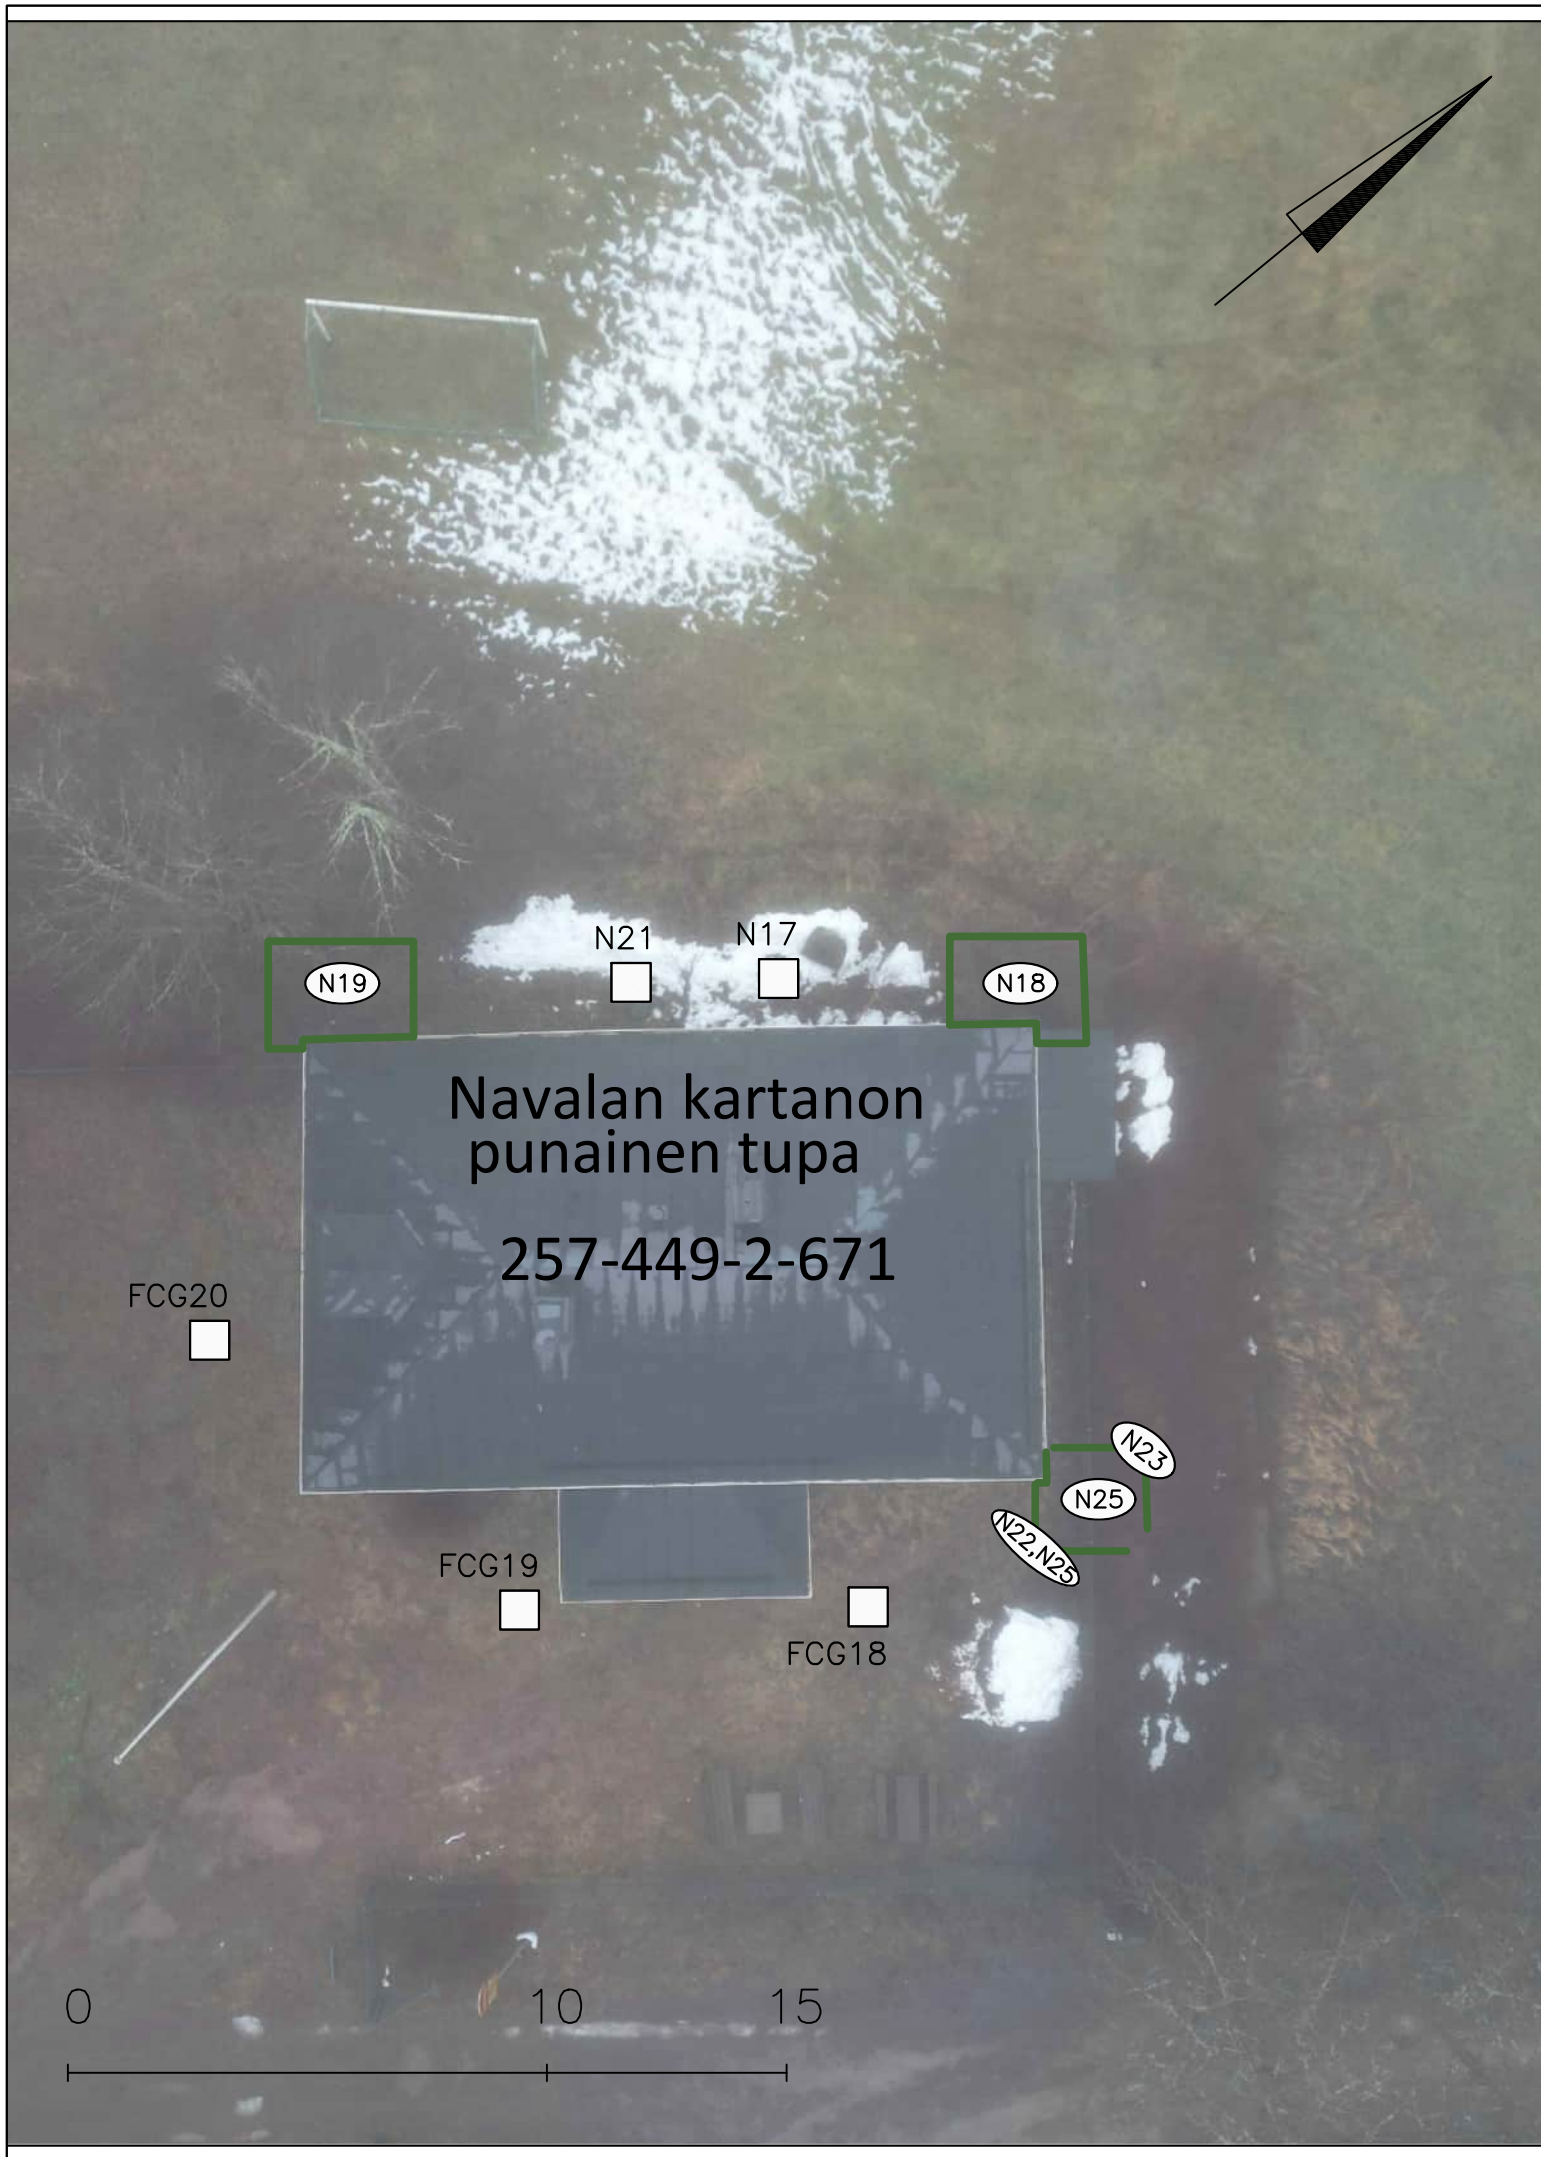 N21
N17
N19
N18
Navalan kartanon
punainen tupa
257-449-2-671
FCG20
N23
N25
N22,N25
FCG19
FCG18
0
10
15